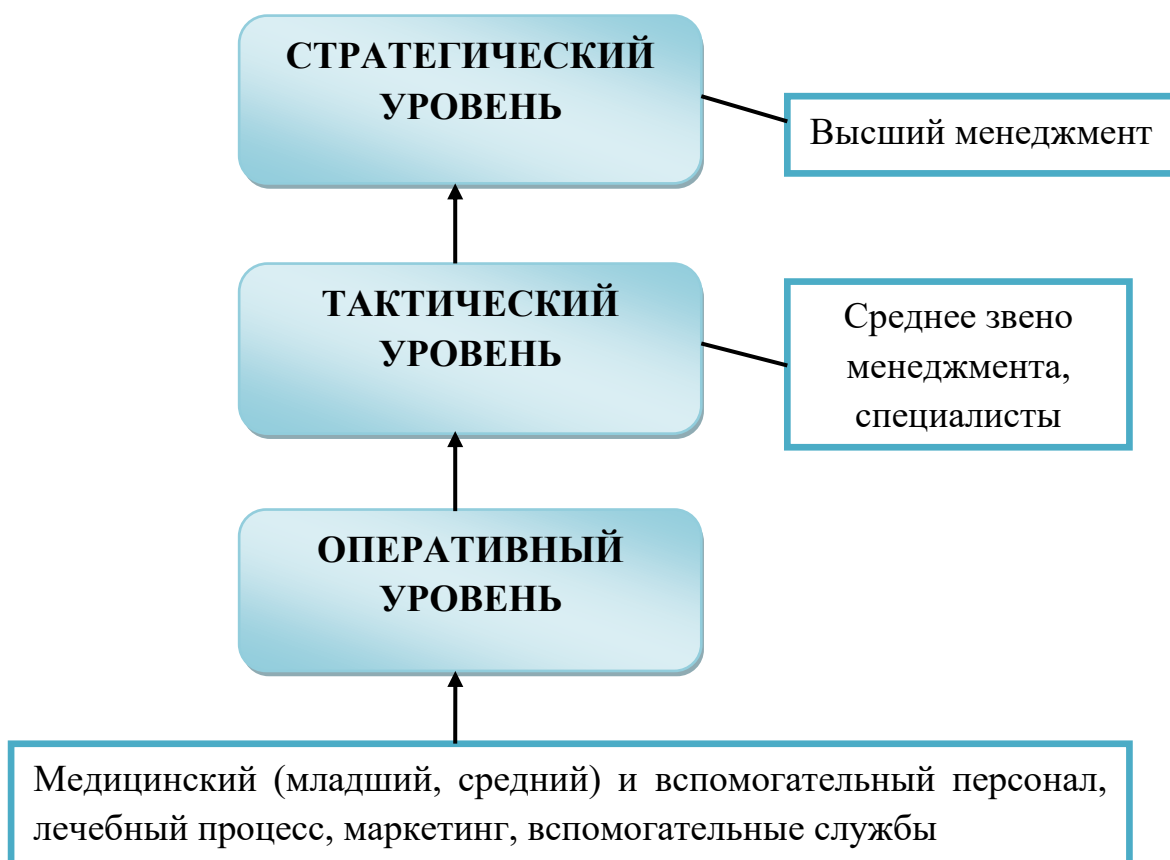 СТРАТЕГИЧЕСКИЙ
УРОВЕНЬ
Высший менеджмент
ТАКТИЧЕСКИЙ
УРОВЕНЬ
Среднее звено
менеджмента,
специалисты
ОПЕРАТИВНЫЙ
УРОВЕНЬ
Медицинский (младший, средний) и вспомогательный персонал,
лечебный процесс, маркетинг, вспомогательные службы